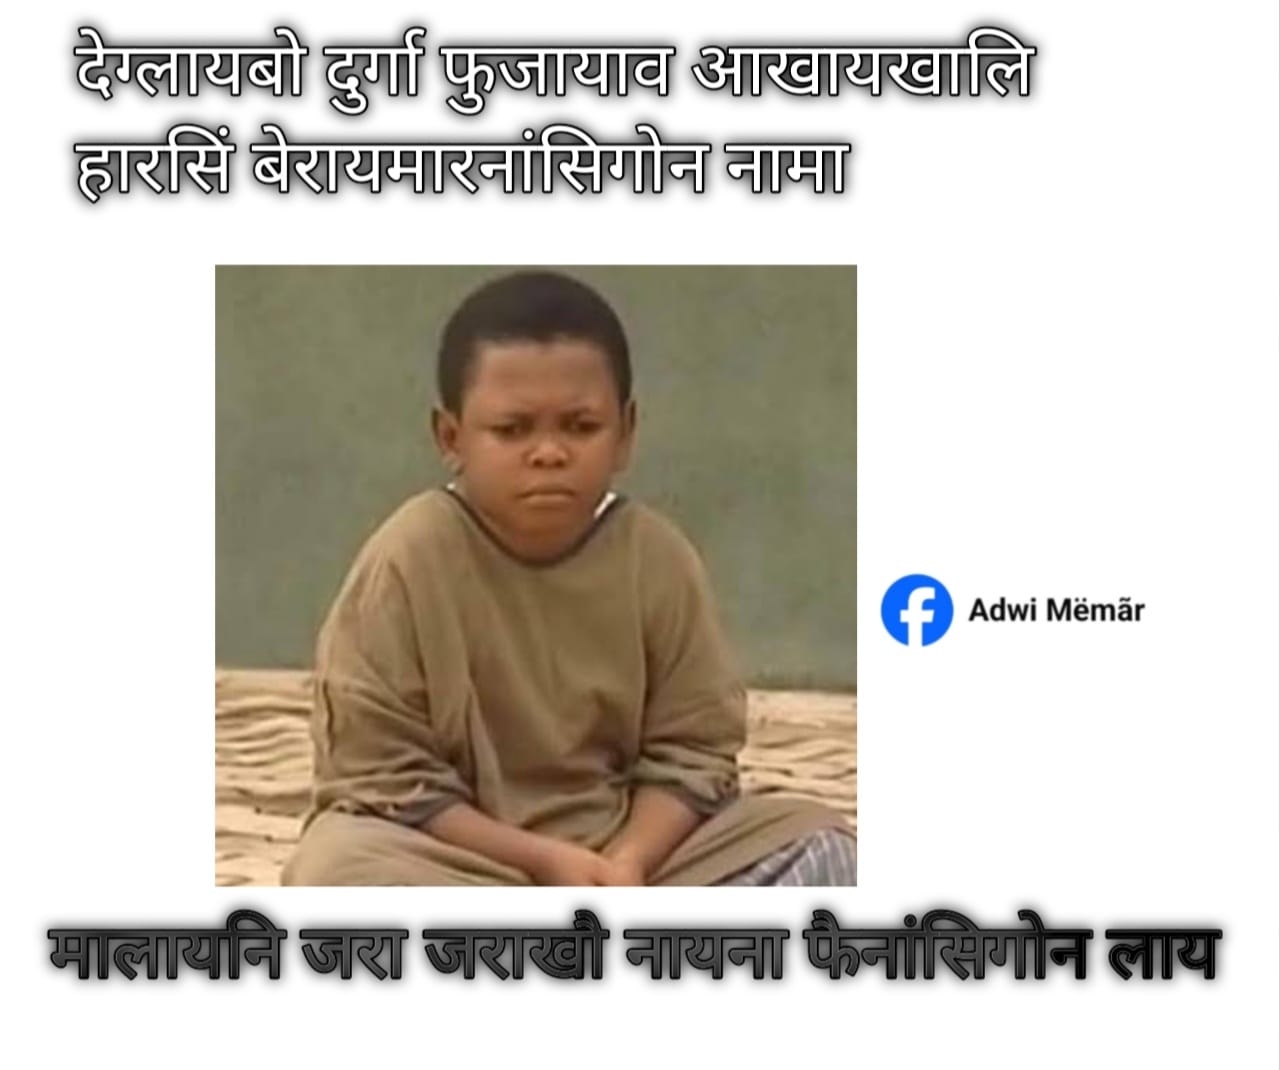 देग्लायबो दुर्गा फुजायाव आखायखालि
हारसिं बेरायमारनांसिगोन नामा
Adwi Mëmãr
मालायनि जरा जराखौ नायना फैनांसिगोन लाय